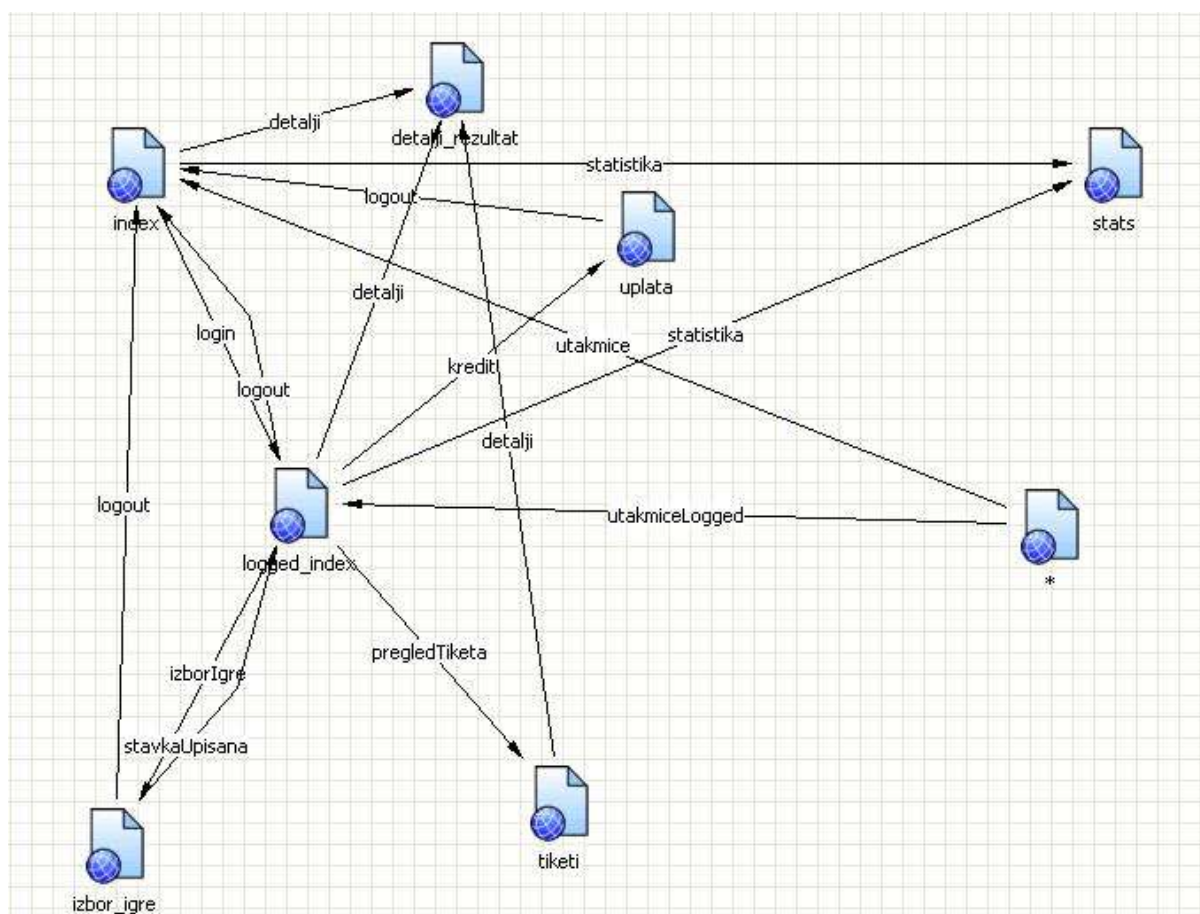 detalji
detalji_rezultat
statistika
logout
index
stats
uplata
detalji
login
utakmice
statistika
kredit
logout
detalji
logout
utakmiceLogged
logged_index
*
pregledTiketa
izborIgre
stavkaUpisana
tiketi
izbor_igre